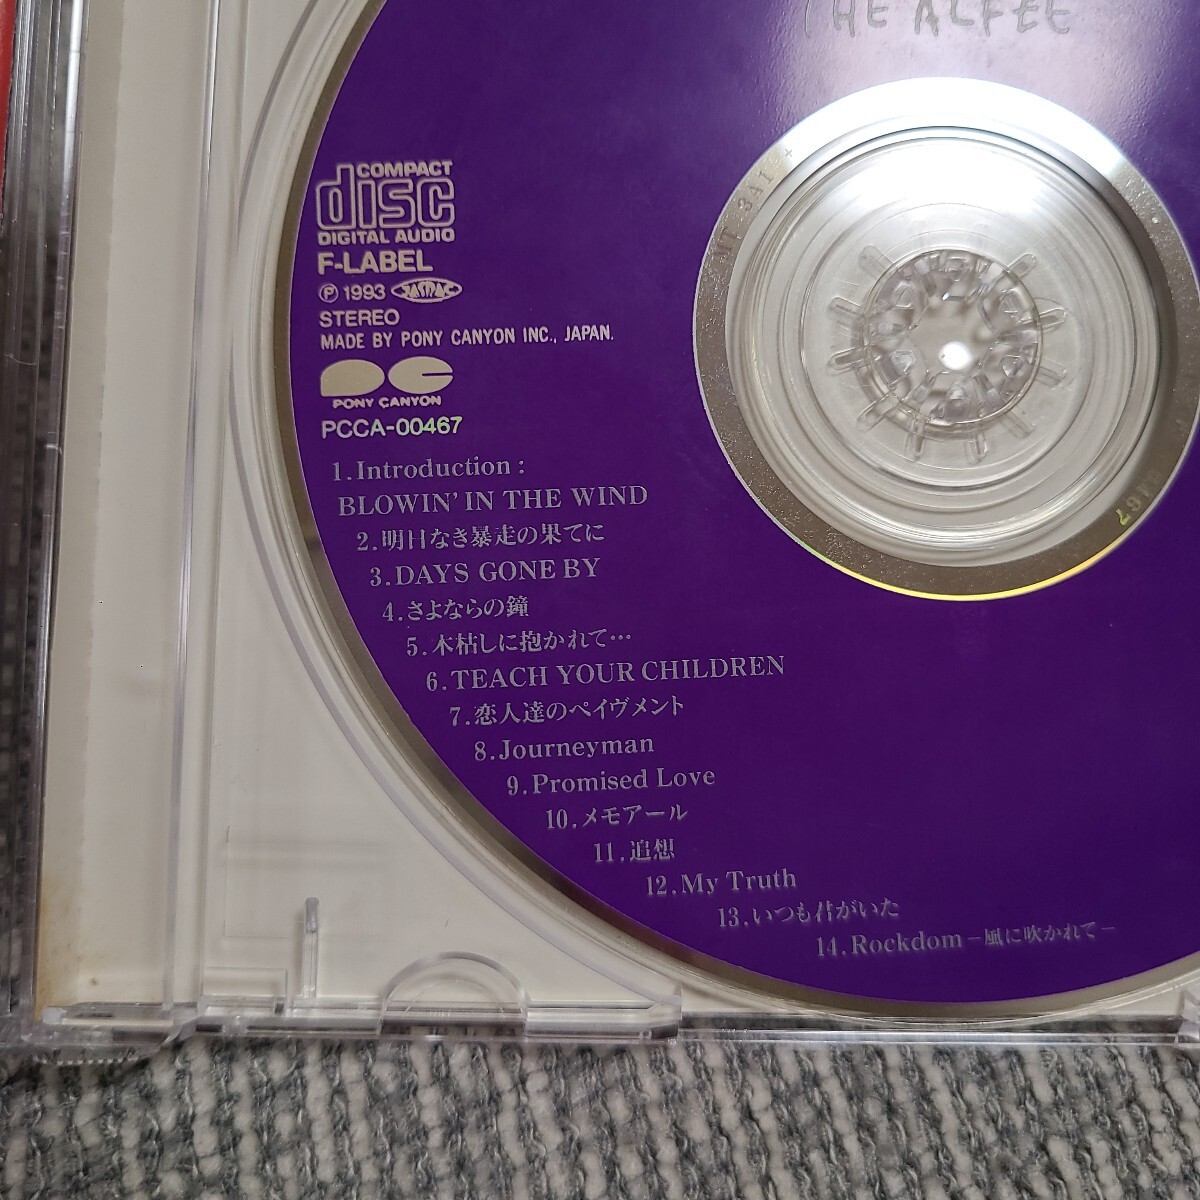 THE ALFEE
COMPACT
disc
DIGITAL AUDIO
F-LABEL
Ⓟ 1993 JASRAC
STEREO
MADE BY PONY CANYON INC., JAPAN.
PONY CANYON
PCCA-00467
1.Introduction :
BLOWIN' IN THE WIND
2.明日なき暴走の果てに
3.DAYS GONE BY
4.さよならの鐘
5.木枯しに抱かれて…
6.TEACH YOUR CHILDREN
7.恋人達のペイヴメント
8.Journeyman
9.Promised Love
10.メモアール
11.追想
12.My Truth
13.いつも君がいた
14.Rockdom－風に吹かれて－
MT 3A1 +